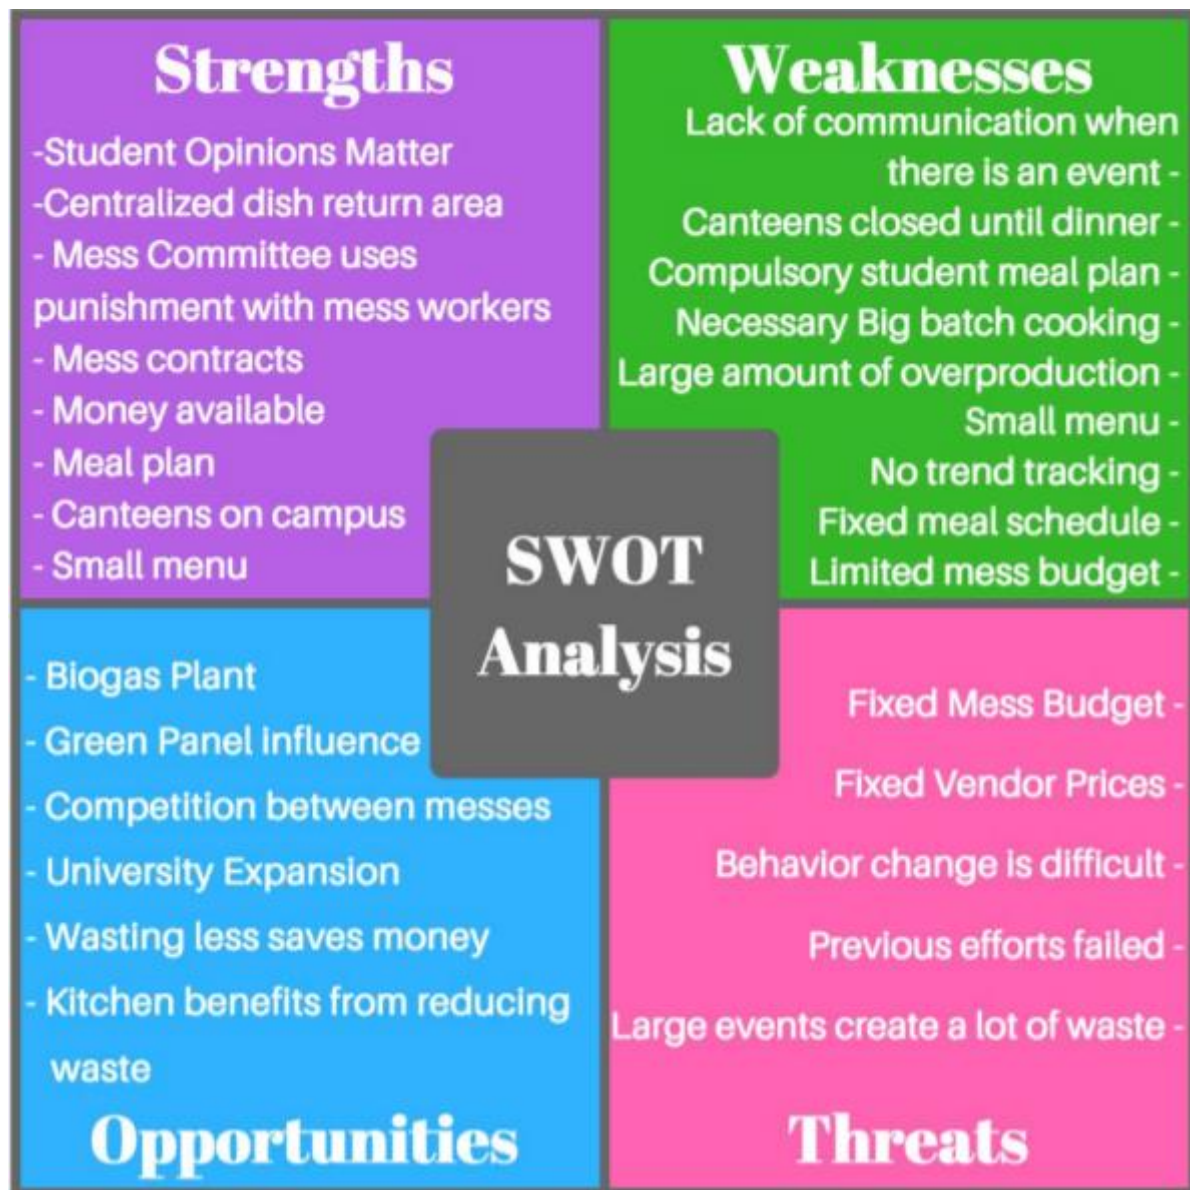 Strengths
-Student Opinions Matter
-Centralized dish return area
- Mess Committee uses
punishment with mess workers
- Mess contracts
- Money available
- Meal plan
- Canteens on campus
- Small menu
Weaknesses
Lack of communication when
there is an event -
Canteens closed until dinner -
Compulsory student meal plan -
Necessary Big batch cooking -
Large amount of overproduction -
Small menu -
No trend tracking -
Fixed meal schedule -
Limited mess budget -
SWOT
Analysis
- Biogas Plant
- Green Panel Influence
- Competition between messes
- University Expansion
- Wasting less saves money
- Kitchen benefits from reducing
waste
Opportunities
Fixed Mess Budget -
Fixed Vendor Prices -
Behavior change is difficult -
Previous efforts failed -
Large events create a lot of waste -
Threats